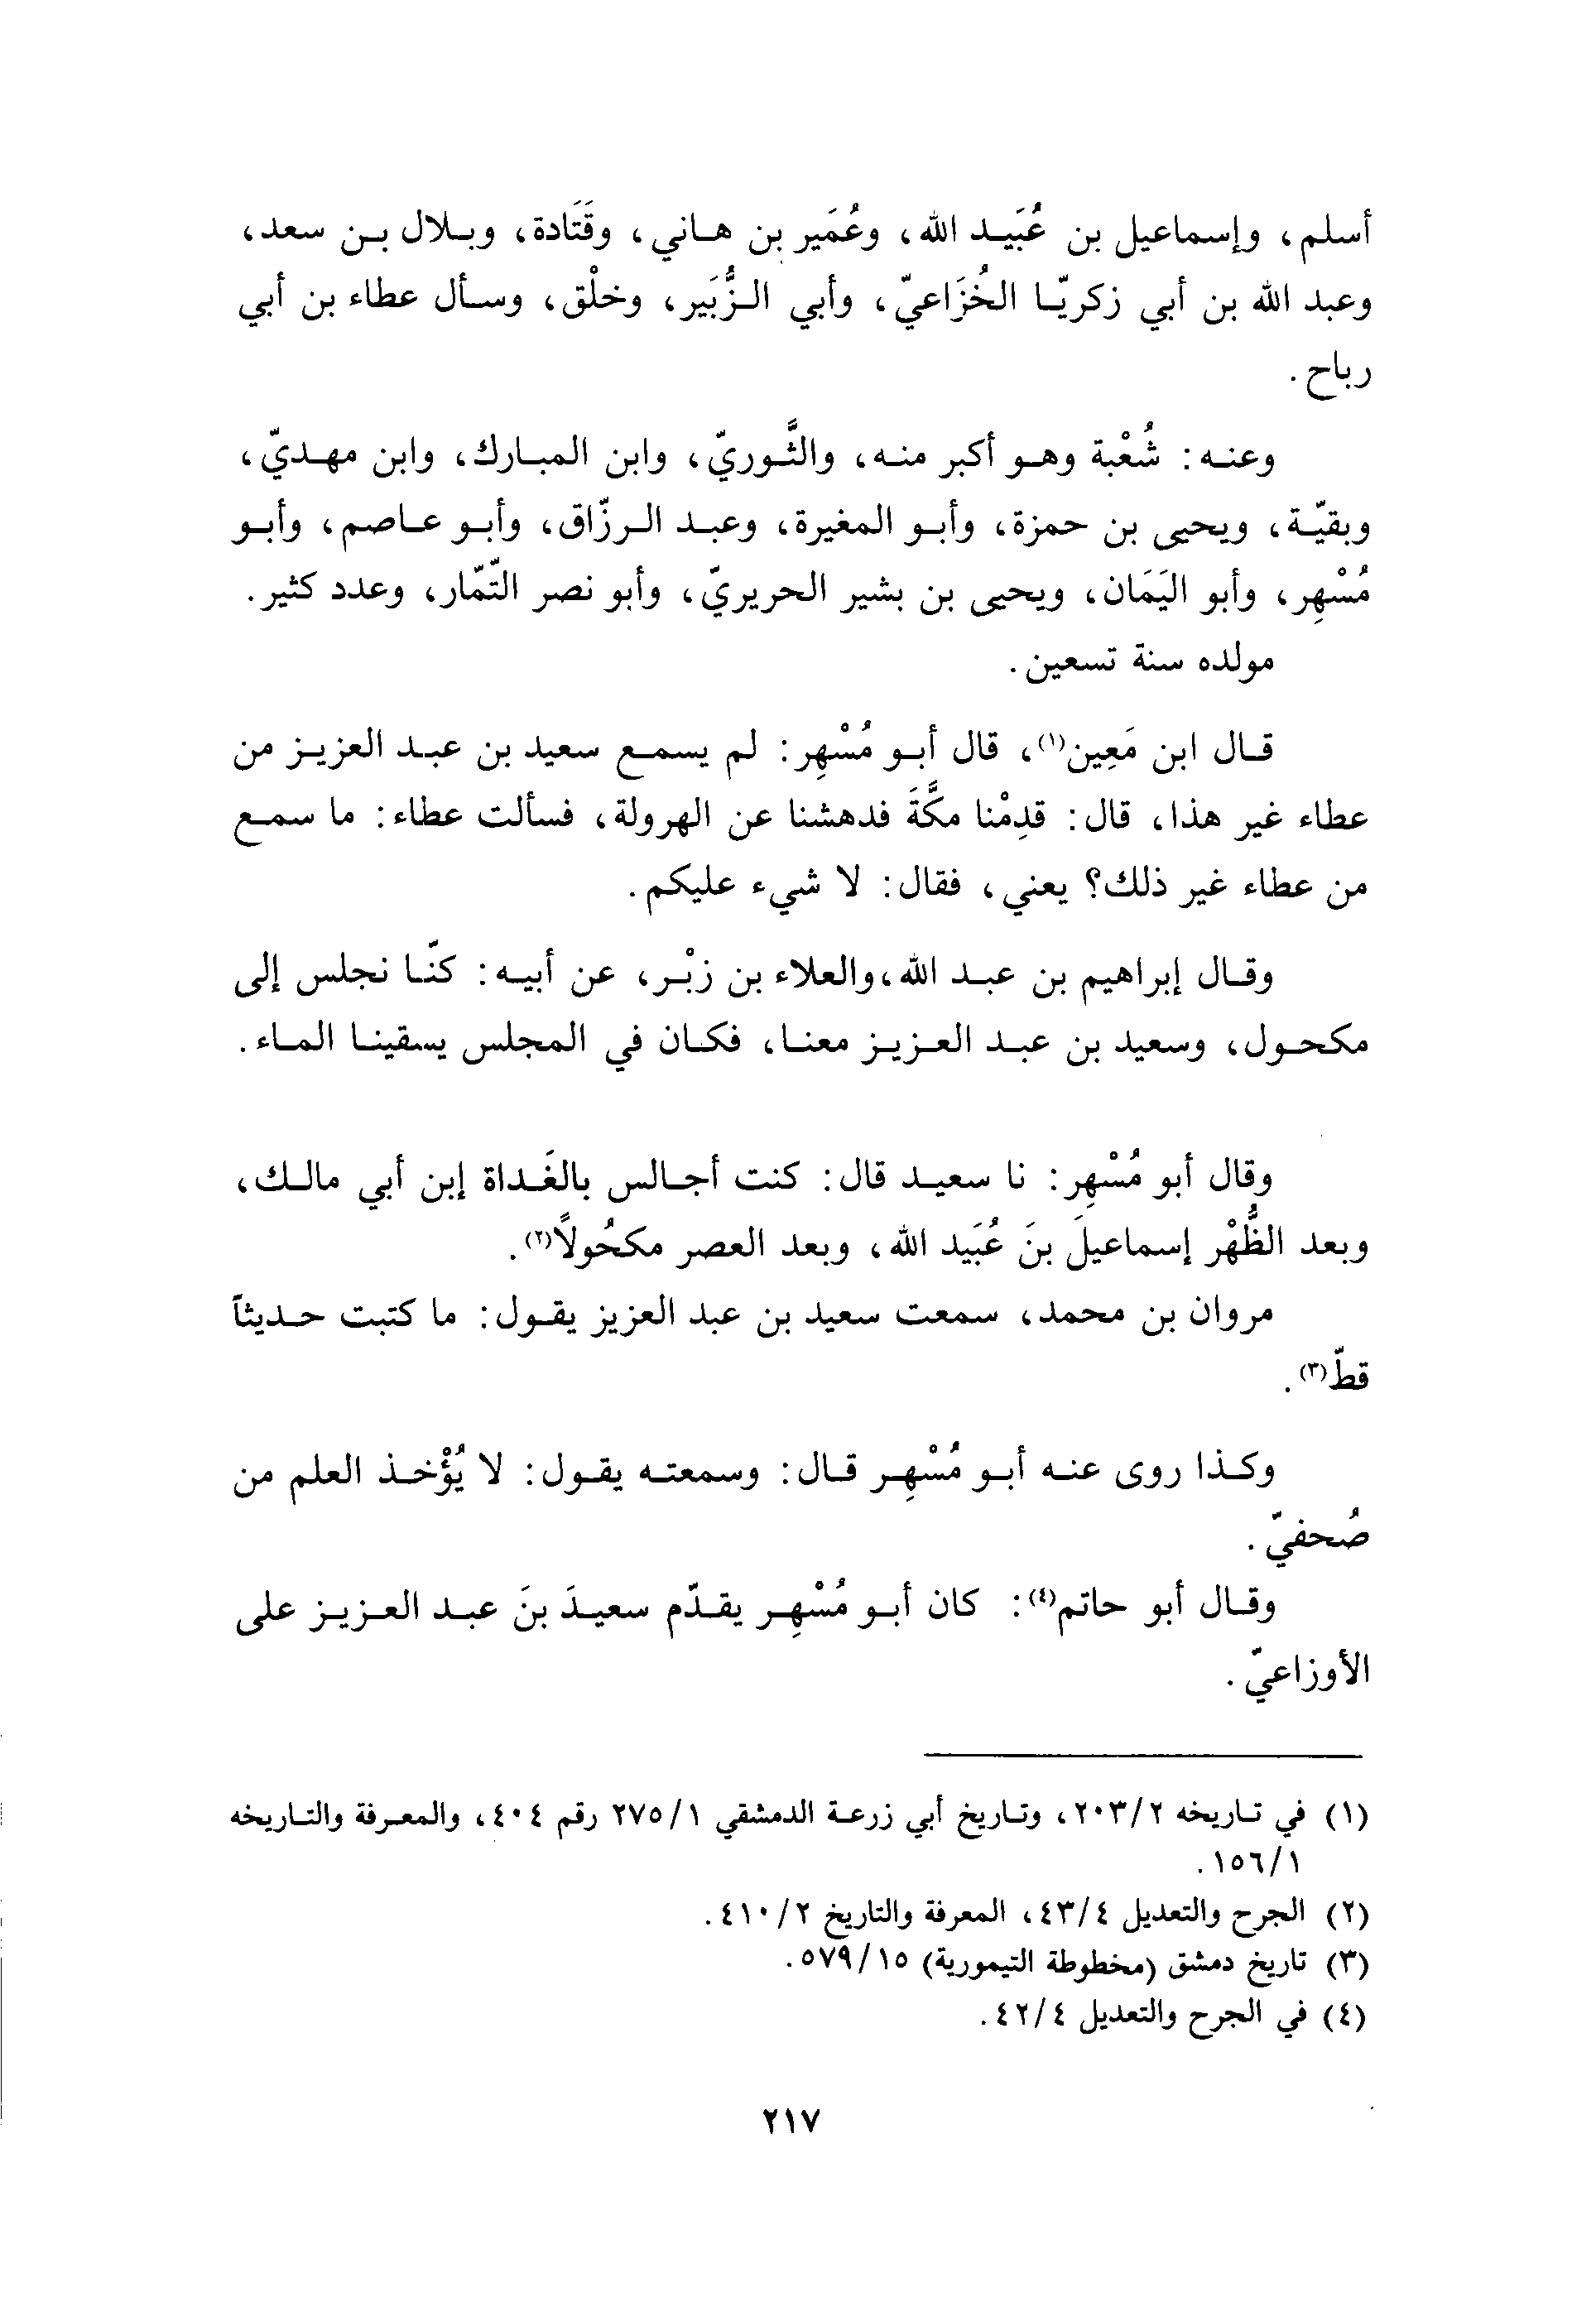 أسلم، وإسماعيل بن عُبَيد الله، وعُمَير بن هاني، وقَتَادة، وبلال بن سعد،
وعبد الله بن أبي زكريّا الخُزَاعيّ، وأبي الزُّبَير، وخلْق، وسأل عطاء بن أبي
رباح.
وعنه: شُعْبة وهو أكبر منه، والثَّوريّ، وابن المبارك، وابن مهديّ،
وبقيّة، ويحيى بن حمزة، وأبو المغيرة، وعبد الرزّاق، وأبو عاصم، وأبو
مُسْهِر، وأبو اليَمَان، ويحيى بن بشير الحريريّ، وأبو نصر التّمّار، وعدد كثير.
مولده سنة تسعين.
قال ابن مَعِين(١)، قال أبو مُسْهِر: لم يسمع سعيد بن عبد العزيز من
عطاء غير هذا، قال: قدِمْنا مكَّةَ فدهشنا عن الهرولة، فسألت عطاء: ما سمع
من عطاء غير ذلك؟ يعني، فقال: لا شيء عليكم.
وقال إبراهيم بن عبد الله،والعلاء بن زبْر، عن أبيه: كنّا نجلس إلى
مكحول، وسعيد بن عبد العزيز معنا، فكان في المجلس يسقينا الماء.
وقال أبو مُسْهِر: نا سعيد قال: كنت أجالس بالغَداة إبن أبي مالك،
وبعد الظُّهْر إسماعيلَ بنَ عُبَيد الله، وبعد العصر مكحُولاً(٢).
مروان بن محمد، سمعت سعيد بن عبد العزيز يقول: ما كتبت حديثاً
قطّ(٣).
وكذا روى عنه أبو مُسْهِر قال: وسمعته يقول: لا يُؤْخذ العلم من
صُحفيّ.
وقال أبو حاتم(٤): كان أبو مُسْهِر يقدّم سعيدَ بنَ عبد العزيز على
الأوزاعيّ.
(١) في تاريخه ٢٠٣/٢، وتاريخ أبي زرعة الدمشقي ٢٧٥/١ رقم ٤٠٤، والمعرفة والتاريخه
١٥٦/١.
(٢) الجرح والتعديل ٤٣/٤، المعرفة والتاريخ ٤١٠/٢.
(٣) تاريخ دمشق (مخطوطة التيمورية) ٥٧٩/١٥.
(٤) في الجرح والتعديل ٤٢/٤.
٢١٧